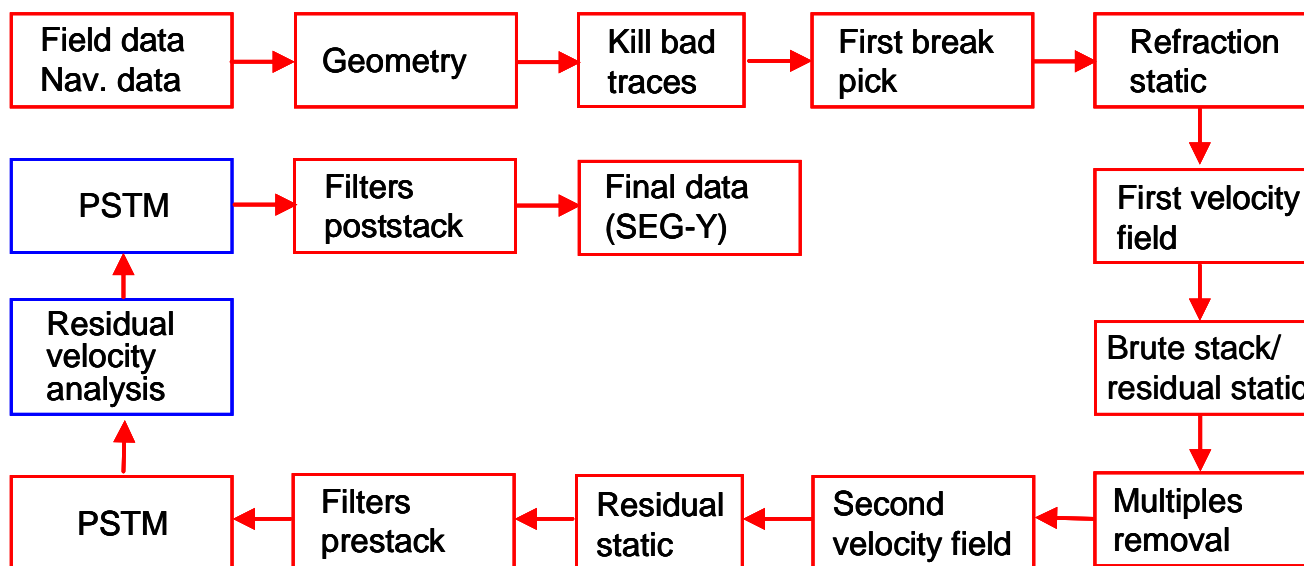 Field data
Nav. data
Geometry
Kill bad
traces
First break
pick
Refraction
static
First velocity
field
Brute stack/
residual static
Multiples
removal
Second
velocity field
Residual
static
Filters
prestack
PSTM
Residual
velocity
analysis
PSTM
Filters
poststack
Final data
(SEG-Y)